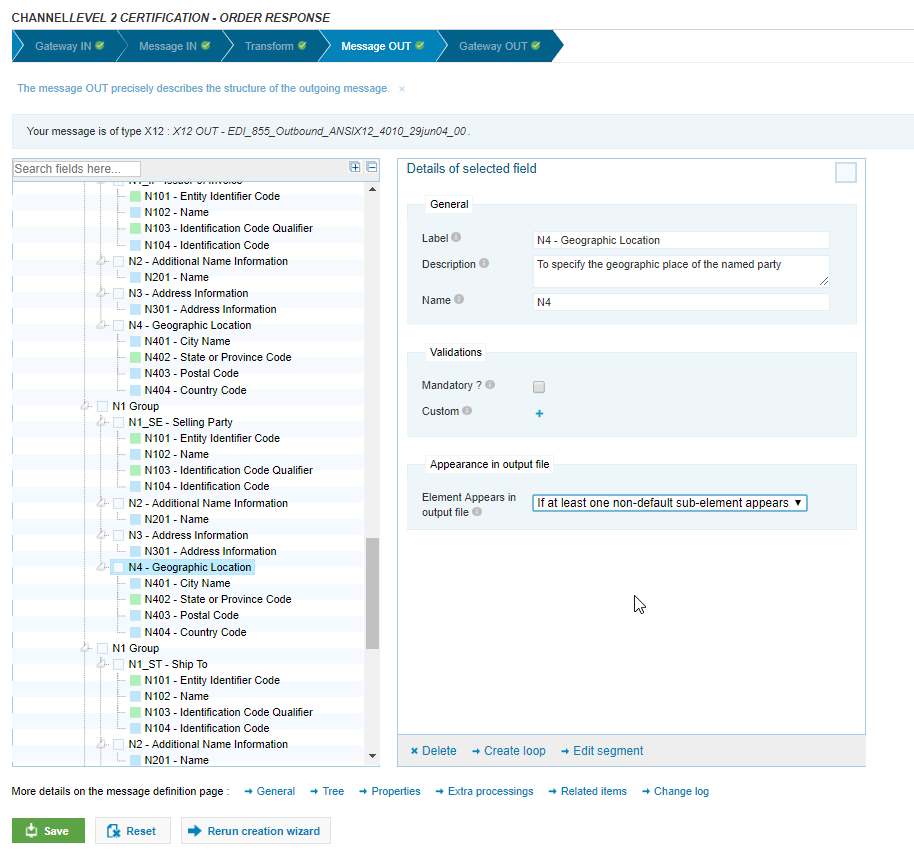 CHANNEL LEVEL 2 CERTIFICATION - ORDER RESPONSE
Gateway IN
Message IN
Transform
Message OUT
Gateway OUT
The message OUT precisely describes the structure of the outgoing message. ×
Your message is of type X12 : X12 OUT - EDI_855_Outbound_ANSIX12_4010_29jun04_00 .
Search fields here...
N101 - Entity Identifier Code
N102 - Name
N103 - Identification Code Qualifier
N104 - Identification Code
N2 - Additional Name Information
N201 - Name
N3 - Address Information
N301 - Address Information
N4 - Geographic Location
N401 - City Name
N402 - State or Province Code
N403 - Postal Code
N404 - Country Code
N1 Group
N1_SE - Selling Party
N101 - Entity Identifier Code
N102 - Name
N103 - Identification Code Qualifier
N104 - Identification Code
N2 - Additional Name Information
N201 - Name
N3 - Address Information
N301 - Address Information
N4 - Geographic Location
N401 - City Name
N402 - State or Province Code
N403 - Postal Code
N404 - Country Code
N1 Group
N1_ST - Ship To
N101 - Entity Identifier Code
N102 - Name
N103 - Identification Code Qualifier
N104 - Identification Code
N2 - Additional Name Information
N201 - Name
Details of selected field
General
Label
N4 - Geographic Location
Description
To specify the geographic place of the named party
Name
N4
Validations
Mandatory ?
Custom
+
Appearance in output file
Element Appears in
output file
If at least one non-default sub-element appears
Delete
Create loop
Edit segment
More details on the message definition page :
General
Tree
Properties
Extra processings
Related items
Change log
Save
Reset
Rerun creation wizard